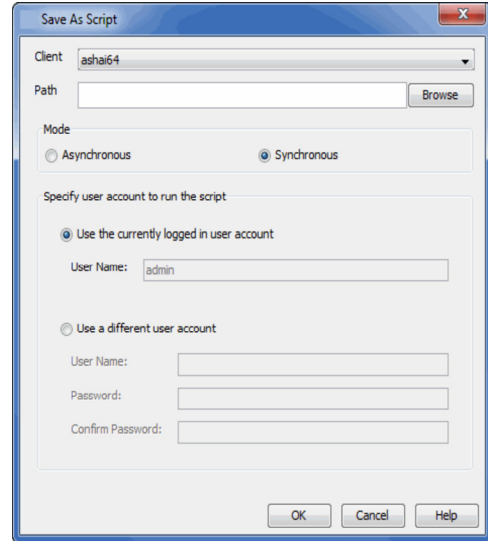 Save As Script
Client ashai64
Path Browse
Mode
Asynchronous Synchronous
Specify user account to run the script
Use the currently logged in user account
User Name: admin
Use a different user account
User Name:
Password:
Confirm Password:
OK Cancel Help